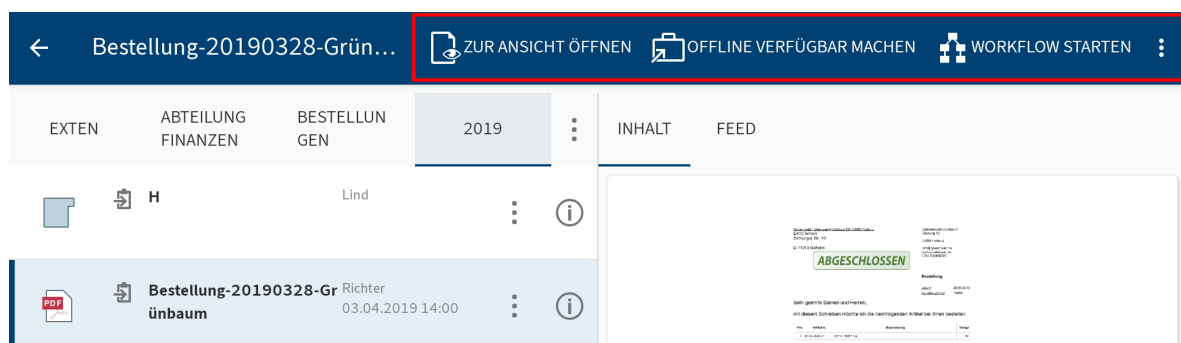 Bestellung-20190328-Grün...
ZUR ANSICHT ÖFFNEN
OFFLINE VERFÜGBAR MACHEN
WORKFLOW STARTEN
EXTEN
ABTEILUNG
FINANZEN
BESTELLUN
GEN
2019
INHALT
FEED
H
Lind
PDF
Bestellung-20190328-Gr
ünbaum
Richter
03.04.2019 14:00
ABGESCHLOSSEN
Bestellung
Sehr geehrte Damen und Herren,
mit diesem Schreiben möchte ich die nachfolgenden Artikel bei Ihnen bestellen.